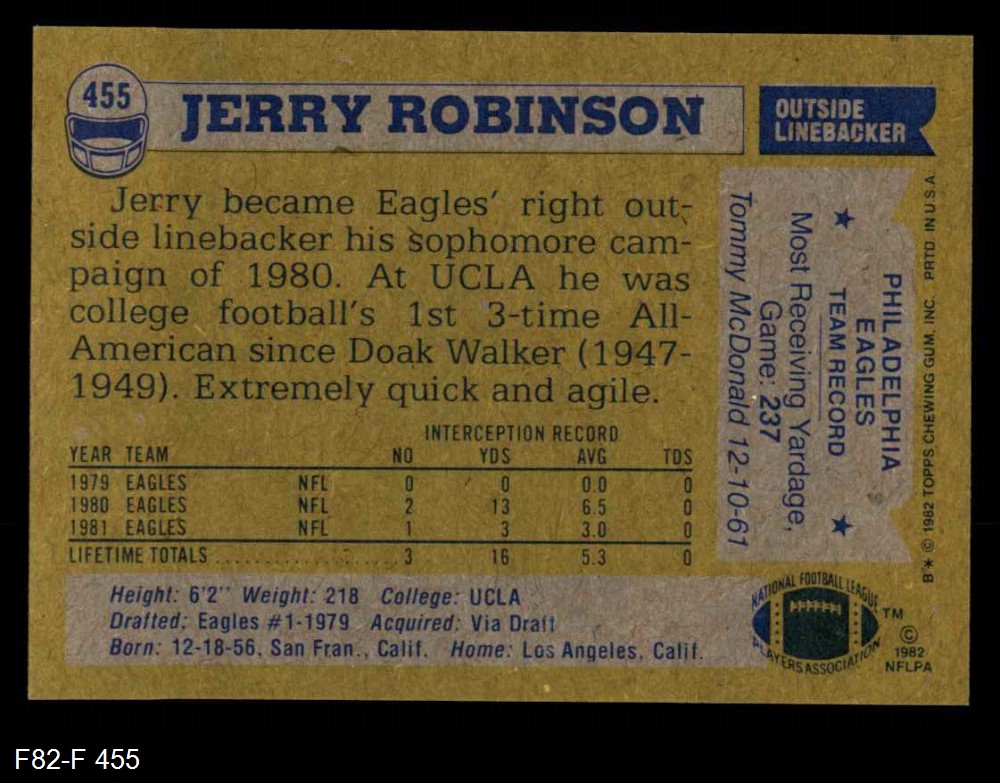 455 JERRY ROBINSON
OUTSIDE
LINEBACKER
Jerry became Eagles' right out-
side linebacker his sophomore cam-
paign of 1980. At UCLA he was
college football's 1st 3-time All-
American since Doak Walker (1947-
1949). Extremely quick and agile.
INTERCEPTION RECORD
YEAR TEAM NO YDS AVG TDS
1979 EAGLES NFL 0 0 0.0 0
1980 EAGLES NFL 2 13 6.5 0
1981 EAGLES NFL 1 3 3.0 0
LIFETIME TOTALS .................... 3 16 5.3 0
Height: 6'2" Weight: 218 College: UCLA
Drafted: Eagles #1-1979 Acquired: Via Draft
Born: 12-18-56, San Fran., Calif. Home: Los Angeles, Calif.
PHILADELPHIA
EAGLES
★ TEAM RECORD ★
Most Receiving Yardage,
Game: 237
Tommy McDonald 12-10-61
B* © 1982 TOPPS CHEWING GUM, INC. PRTD. IN U.S.A.
NATIONAL FOOTBALL LEAGUE
PLAYERS ASSOCIATION
TM
©
1982
NFLPA
F82-F 455